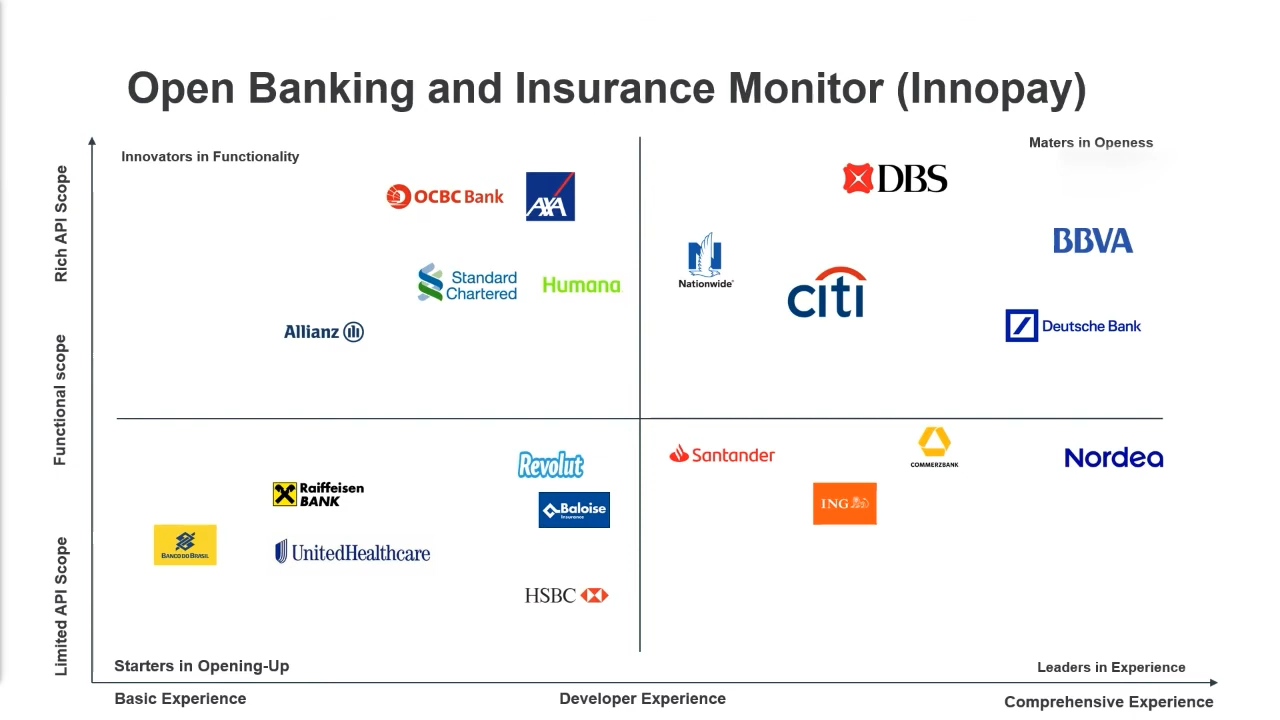 Open Banking and Insurance Monitor (Innopay)
Innovators in Functionality
Maters in Openess
Rich API Scope
Functional scope
Limited API Scope
OCBC Bank
AXA
DBS
Nationwide®
BBVA
Standard
Chartered
Humana
citi
Allianz
Deutsche Bank
Revolut
Santander
COMMERZBANK
Nordea
Raiffeisen
BANK
Baloise
Insurance
ING
BANCO DO BRASIL
UnitedHealthcare
HSBC
Starters in Opening-Up
Leaders in Experience
Basic Experience
Developer Experience
Comprehensive Experience